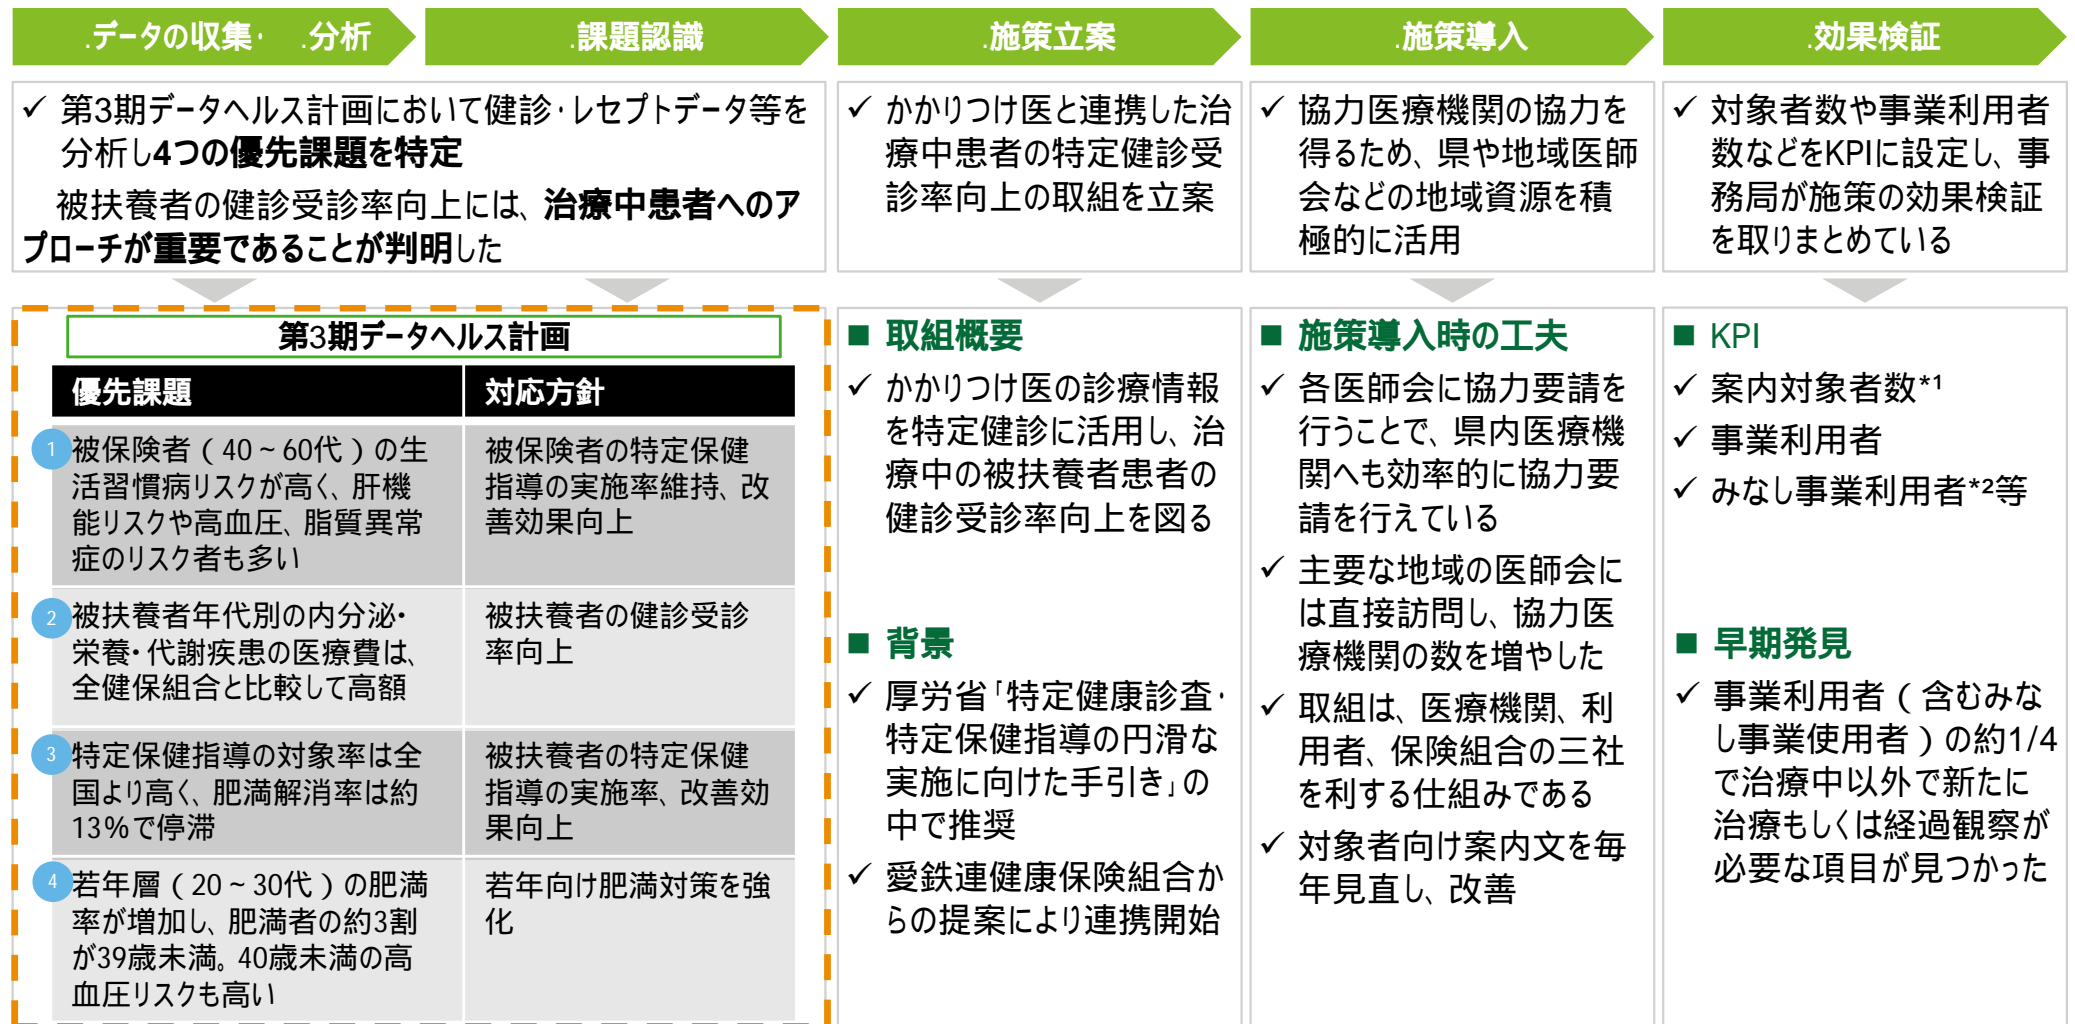 .データの収集・ .分析
.課題認識
.施策立案
.施策導入
.効果検証
✓ 第3期データヘルス計画において健診・レセプトデータ等を
分析し4つの優先課題を特定
被扶養者の健診受診率向上には、治療中患者へのア
プローチが重要であることが判明した
✓ かかりつけ医と連携した治
療中患者の特定健診受
診率向上の取組を立案
✓ 協力医療機関の協力を
得るため、県や地域医師
会などの地域資源を積
極的に活用
✓ 対象者数や事業利用者
数などをKPIに設定し、事
務局が施策の効果検証
を取りまとめている
第3期データヘルス計画
優先課題
対応方針
1
被保険者（40～60代）の生
活習慣病リスクが高く、肝機
能リスクや高血圧、脂質異常
症のリスク者も多い
被保険者の特定保健
指導の実施率維持、改
善効果向上
2
被扶養者年代別の内分泌・
栄養・代謝疾患の医療費は、
全健保組合と比較して高額
被扶養者の健診受診
率向上
3
特定保健指導の対象率は全
国より高く、肥満解消率は約
13%で停滞
被扶養者の特定保健
指導の実施率、改善効
果向上
4
若年層（20～30代）の肥満
率が増加し、肥満者の約3割
が39歳未満。40歳未満の高
血圧リスクも高い
若年向け肥満対策を強
化
■ 取組概要
✓ かかりつけ医の診療情報
を特定健診に活用し、治
療中の被扶養者患者の
健診受診率向上を図る
■ 背景
✓ 厚労省「特定健康診査・
特定保健指導の円滑な
実施に向けた手引き」の
中で推奨
✓ 愛鉄連健康保険組合か
らの提案により連携開始
■ 施策導入時の工夫
✓ 各医師会に協力要請を
行うことで、県内医療機
関へも効率的に協力要
請を行えている
✓ 主要な地域の医師会に
は直接訪問し、協力医
療機関の数を増やした
✓ 取組は、医療機関、利
用者、保険組合の三社
を利する仕組みである
✓ 対象者向け案内文を毎
年見直し、改善
■ KPI
✓ 案内対象者数*1
✓ 事業利用者
✓ みなし事業利用者*2等
■ 早期発見
✓ 事業利用者（含むみな
し事業使用者）の約1/4
で治療中以外で新たに
治療もしくは経過観察が
必要な項目が見つかった